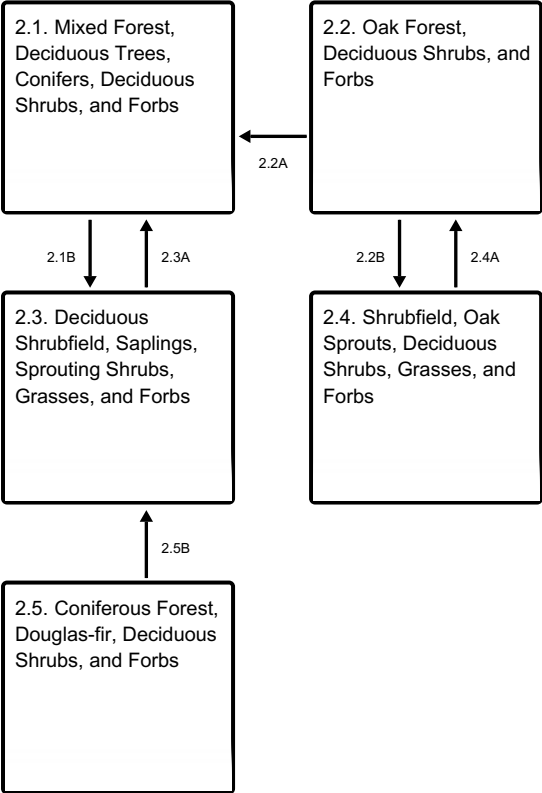 2.1. Mixed Forest,
Deciduous Trees,
Conifers, Deciduous
Shrubs, and Forbs
2.2. Oak Forest,
Deciduous Shrubs, and
Forbs
2.2A
2.1B
2.3A
2.2B
2.4A
2.3. Deciduous
Shrubfield, Saplings,
Sprouting Shrubs,
Grasses, and Forbs
2.4. Shrubfield, Oak
Sprouts, Deciduous
Shrubs, Grasses, and
Forbs
2.5B
2.5. Coniferous Forest,
Douglas-fir, Deciduous
Shrubs, and Forbs